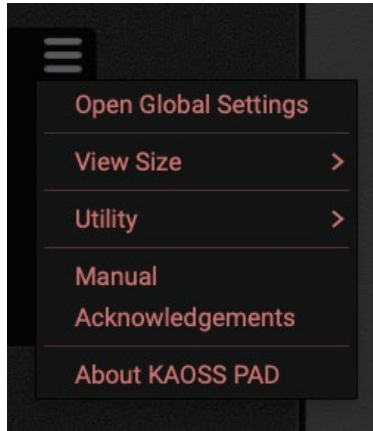 Open Global Settings
View Size
Utility
Manual
Acknowledgements
About KAOSS PAD